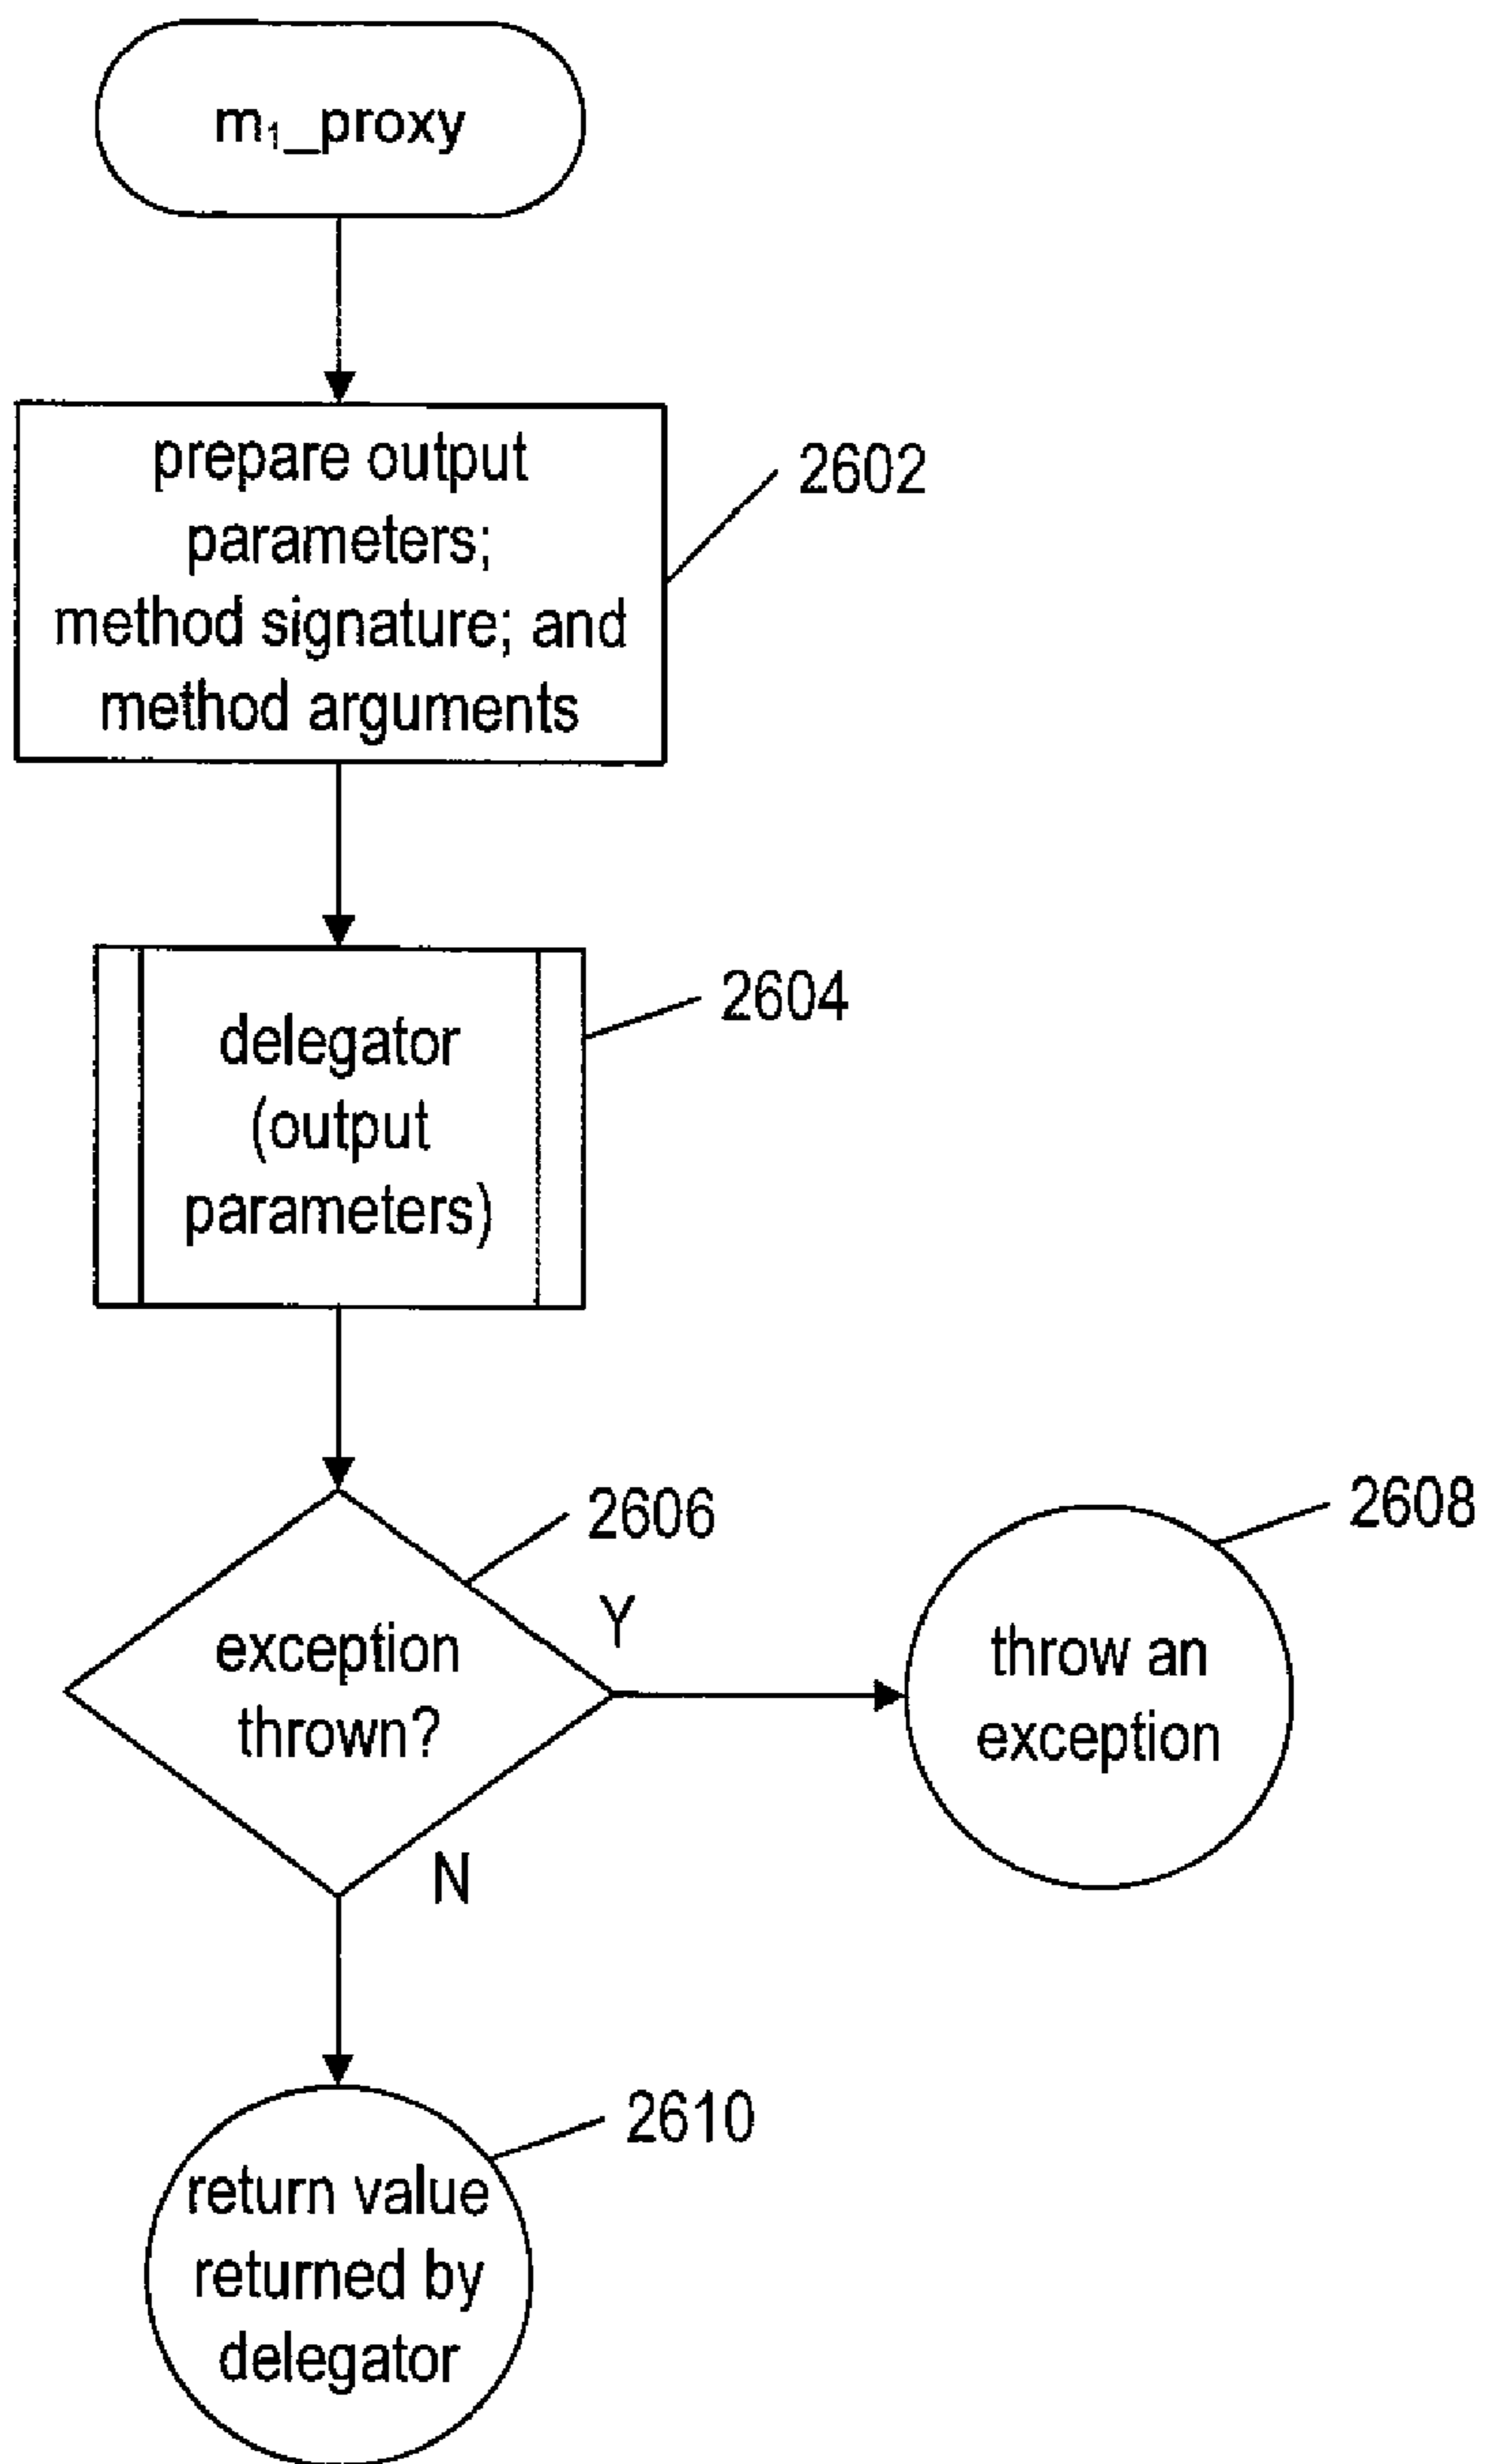 m₁_proxy
prepare output
parameters;
method signature; and
method arguments
2602
delegator
(output
parameters)
2604
exception
thrown?
2606
Y
throw an
exception
2608
N
return value
returned by
delegator
2610